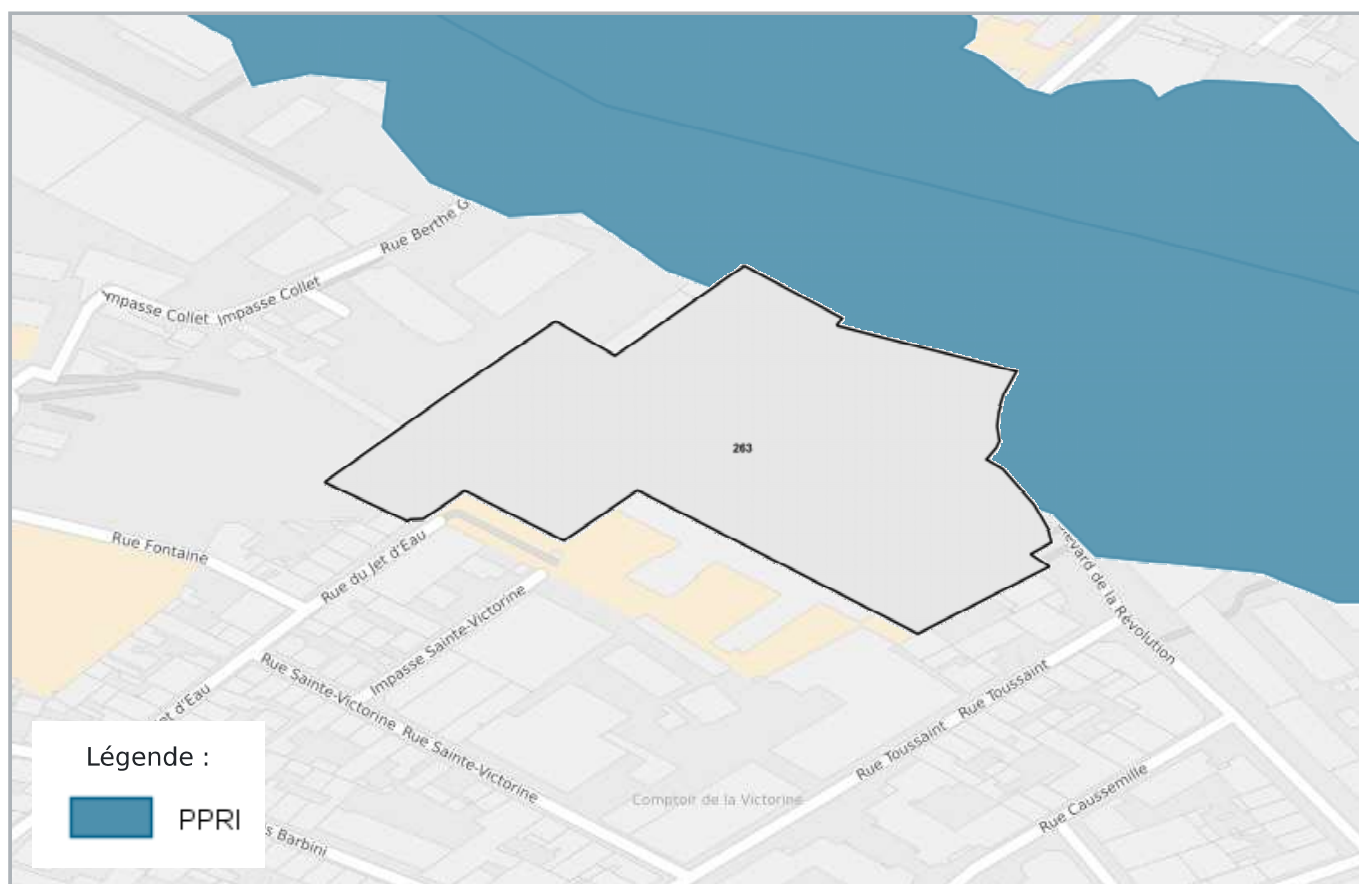 Rue Berthe G
Impasse Collet
mpasse Collet
263
Rue Fontaine
Rue du Jet d'Eau
Impasse Sainte-Victorine
evard de la Révolution
Rue Sainte-Victorine
Rue Sainte-Victorine
Rue Toussaint
Rue Toussaint
et d'Eau
Rue Caussemille
Comptoir de la Victorine
s Barbini
Légende :
PPRI